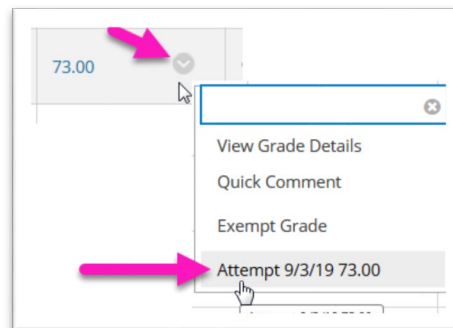 73.00
View Grade Details
Quick Comment
Exempt Grade
Attempt 9/3/19 73.00